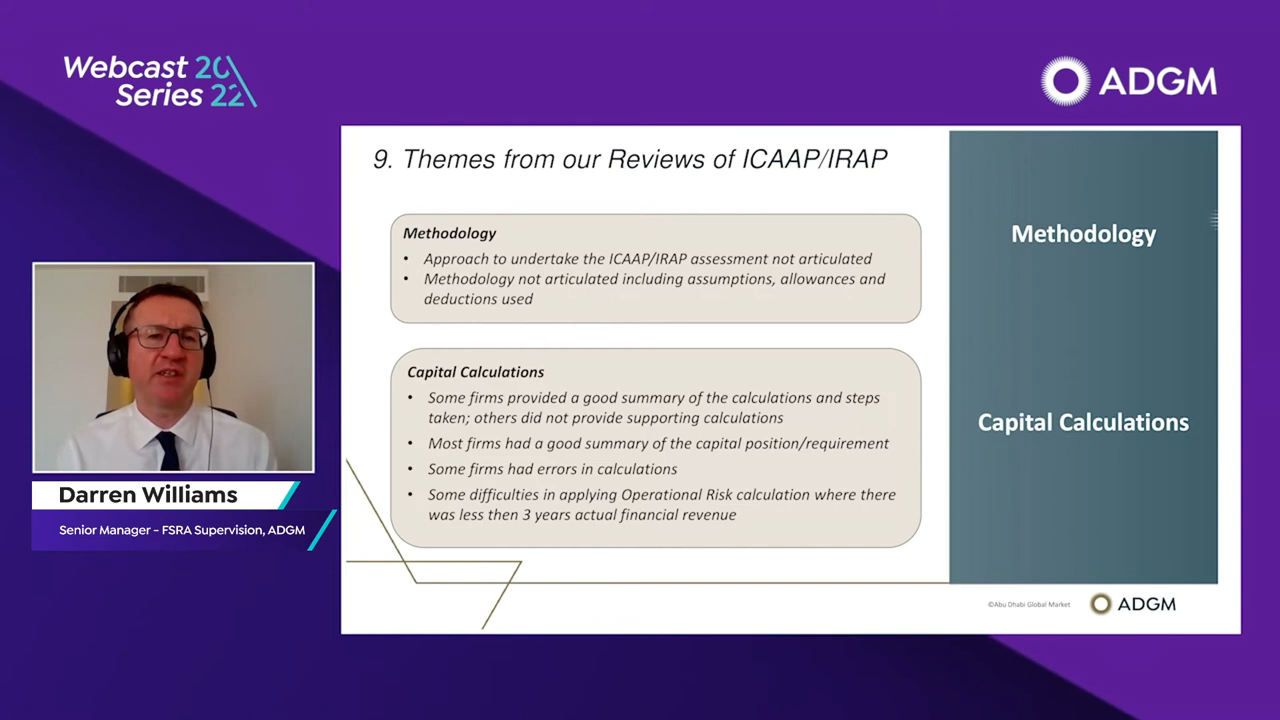 Webcast 20
Series 22
ADGM
9. Themes from our Reviews of ICAAP/IRAP
Methodology
• Approach to undertake the ICAAP/IRAP assessment not articulated
• Methodology not articulated including assumptions, allowances and
deductions used
Capital Calculations
• Some firms provided a good summary of the calculations and steps
taken; others did not provide supporting calculations
• Most firms had a good summary of the capital position/requirement
• Some firms had errors in calculations
• Some difficulties in applying Operational Risk calculation where there
was less then 3 years actual financial revenue
Methodology
Capital Calculations
©Abu Dhabi Global Market
ADGM
Darren Williams
Senior Manager - FSRA Supervision, ADGM